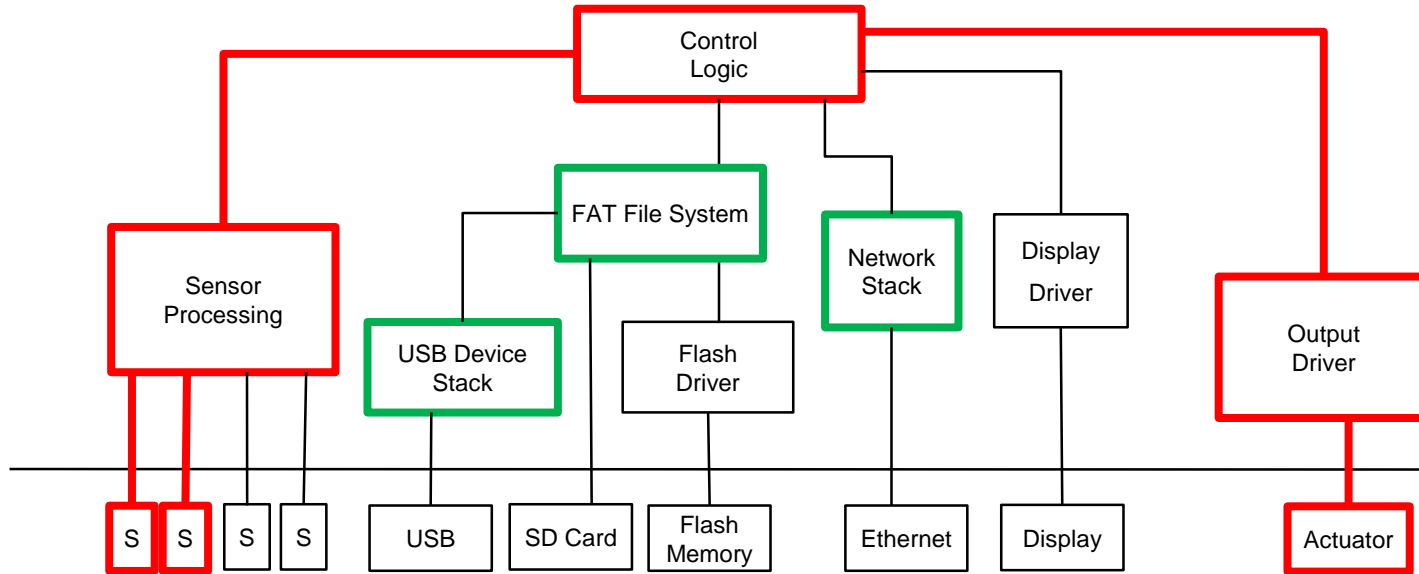 Control
Logic
FAT File System
Network
Stack
Display
Driver
Sensor
Processing
USB Device
Stack
Flash
Driver
Output
Driver
S
S
S
S
USB
SD Card
Flash
Memory
Ethernet
Display
Actuator